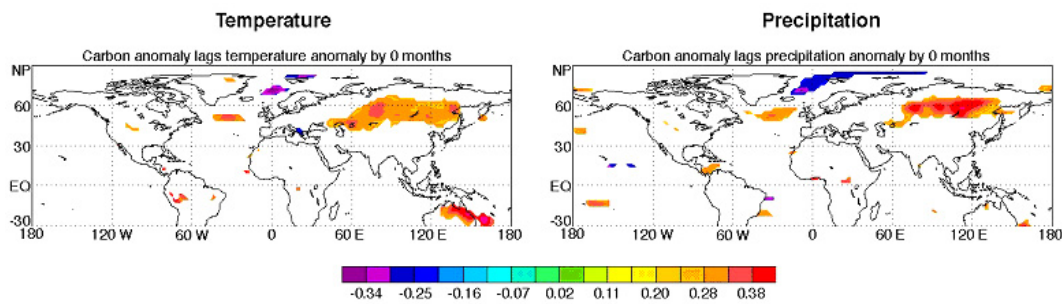 Temperature
Precipitation
Carbon anomaly lags temperature anomaly by 0 months
Carbon anomaly lags precipitation anomaly by 0 months
NP
60
30
EQ
-30
180
120 W
60 W
0
60 E
120 E
180
NP
60
30
EQ
-30
180
120 W
60 W
0
60 E
120 E
180
-0.34
-0.25
-0.16
-0.07
0.02
0.11
0.20
0.28
0.38